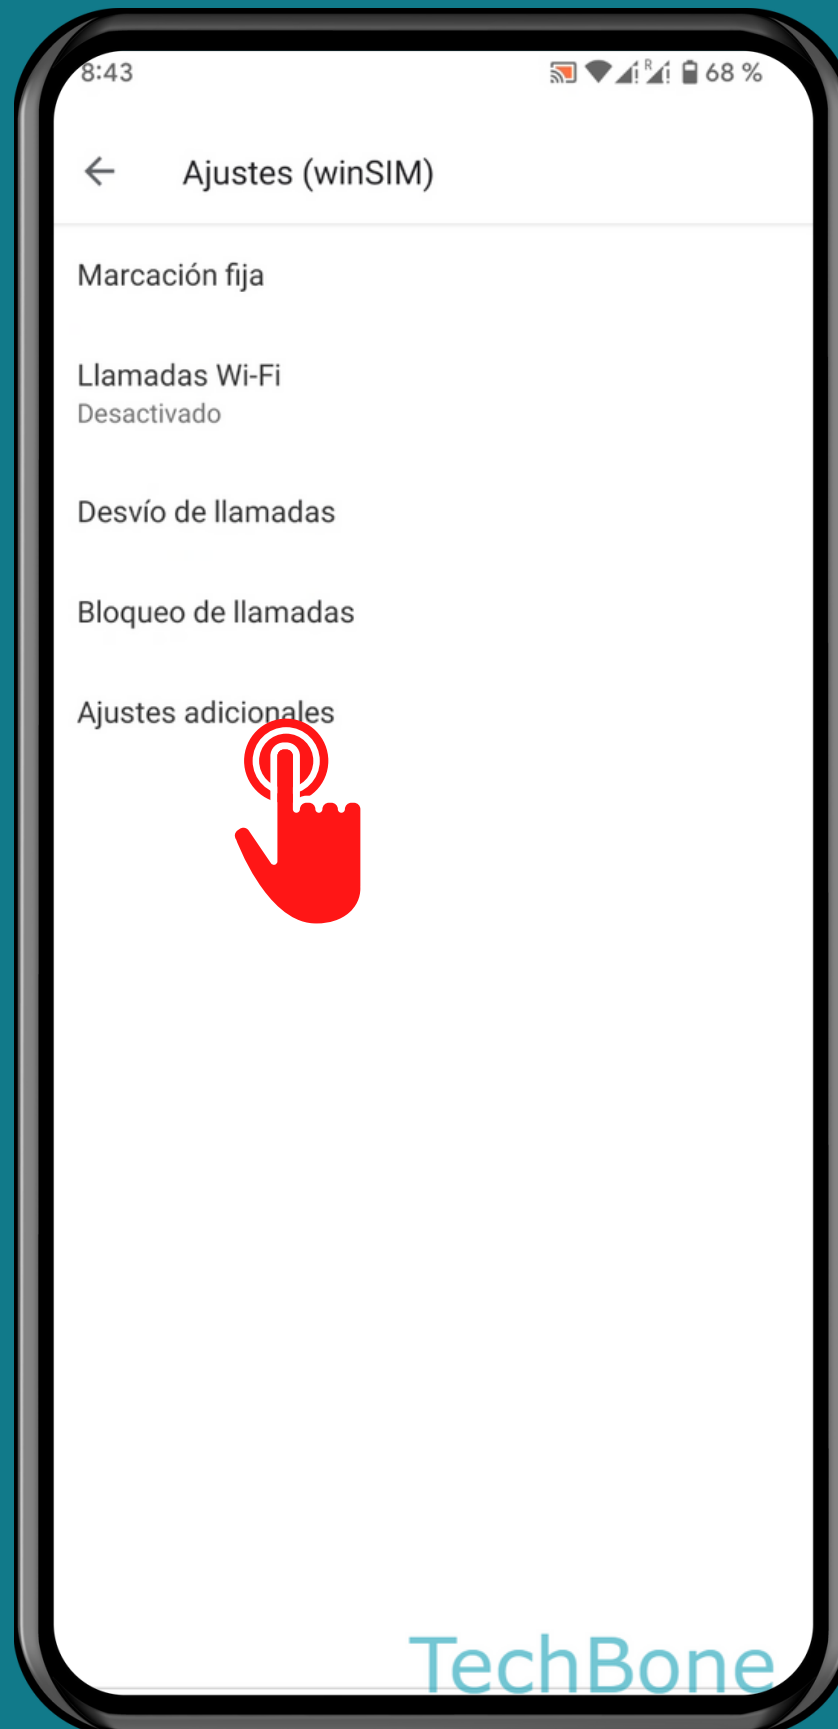 8:43 R 68 %
Ajustes (winSIM)
Marcación fija
Llamadas Wi-Fi
Desactivado
Desvío de llamadas
Bloqueo de llamadas
Ajustes adicionales
TechBone